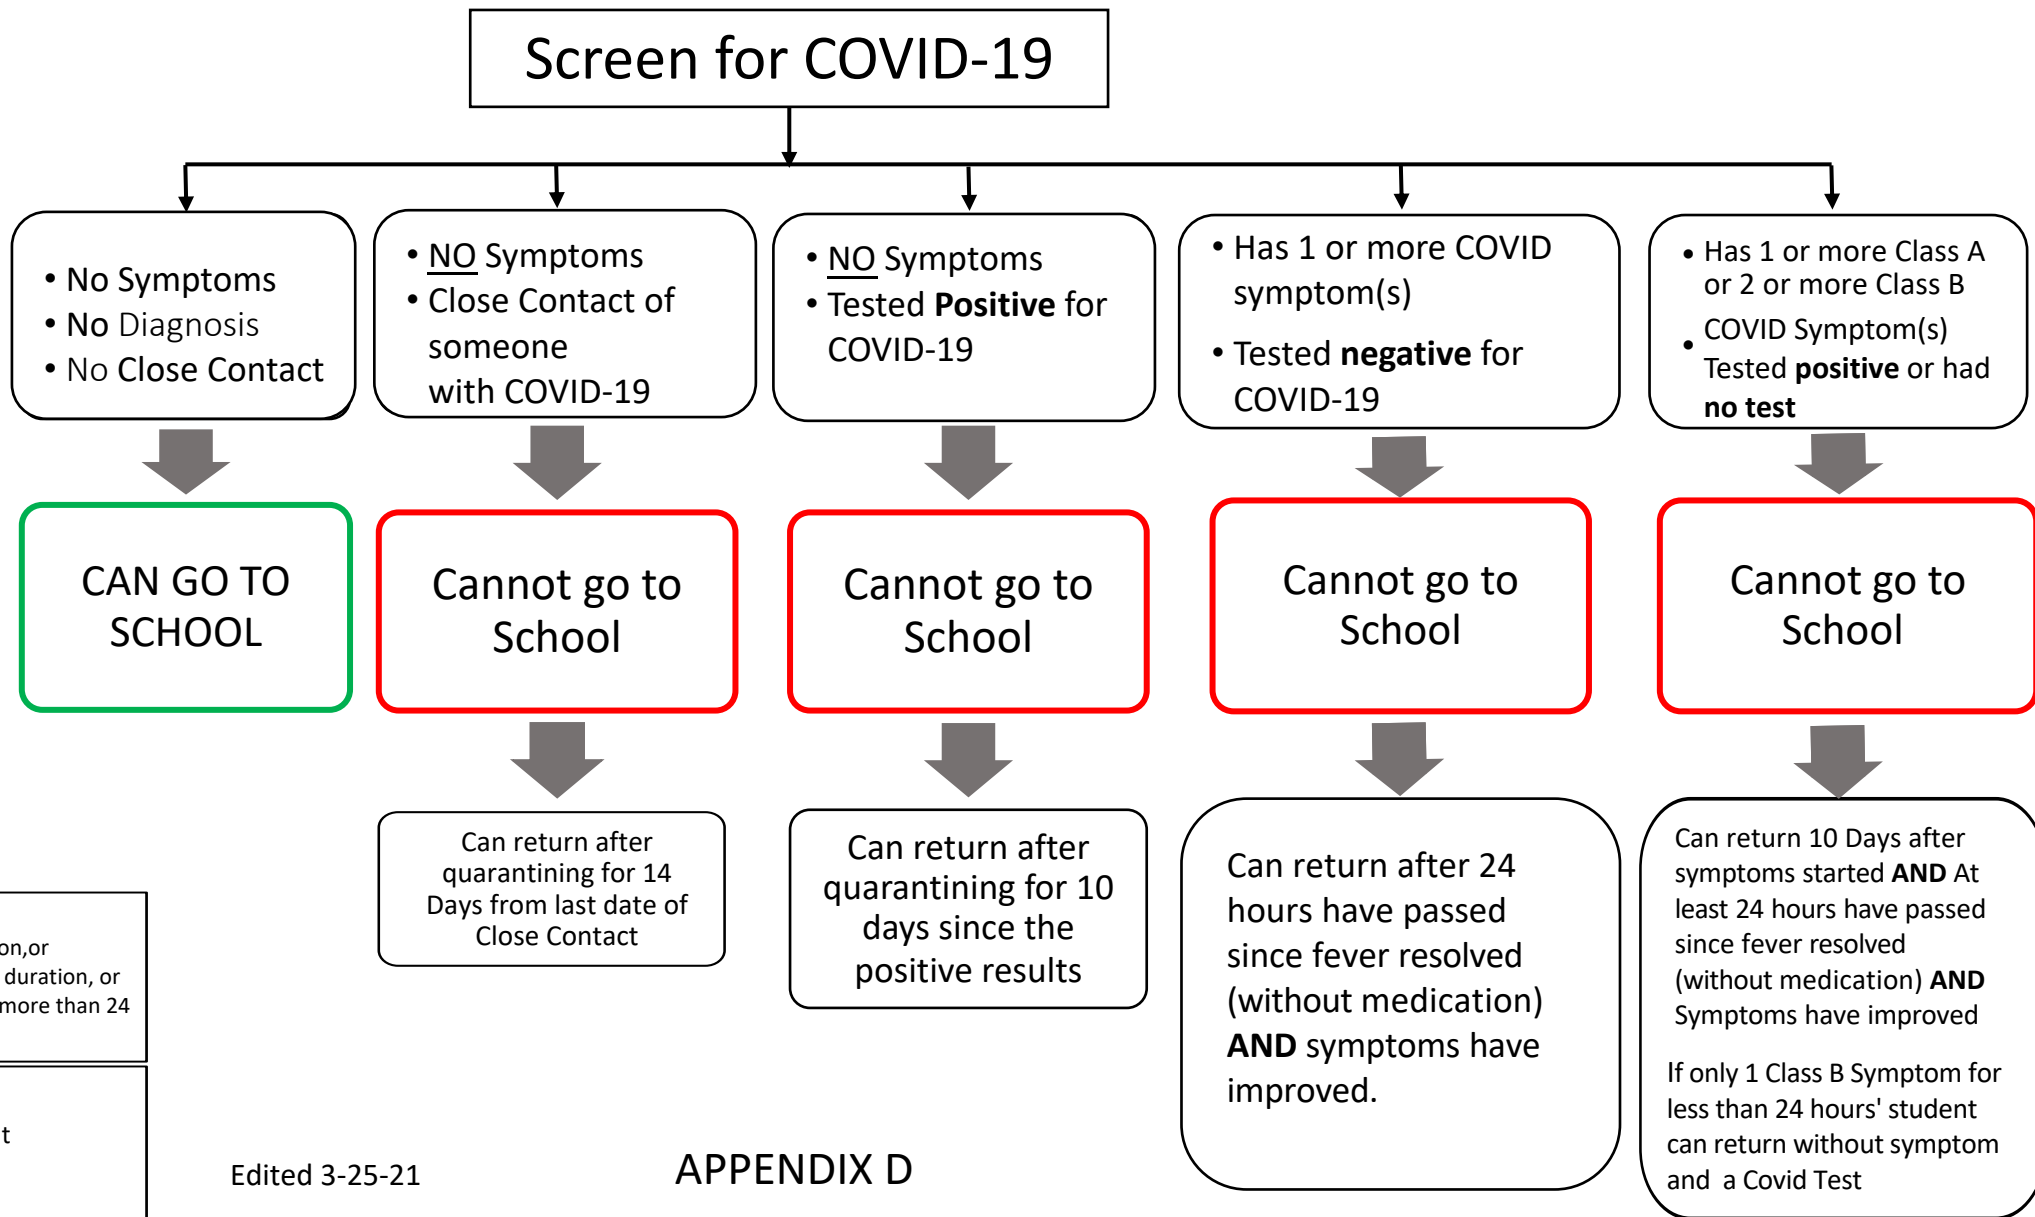 Screen for COVID-19
• No Symptoms
• No Diagnosis
• No Close Contact
• NO Symptoms
• Close Contact of
someone
with COVID-19
• NO Symptoms
• Tested Positive for
COVID-19
• Has 1 or more COVID
symptom(s)
• Tested negative for
COVID-19
• Has 1 or more Class A
or 2 or more Class B
COVID Symptom(s)
• Tested positive or had
no test
CAN GO TO
SCHOOL
Cannot go to
School
Cannot go to
School
Cannot go to
School
Cannot go to
School
Can return after
quarantining for 14
Days from last date of
Close Contact
Can return after
quarantining for 10
days since the
positive results
Can return after 24
hours have passed
since fever resolved
(without medication)
AND symptoms have
improved.
Can return 10 Days after
symptoms started AND At
least 24 hours have passed
since fever resolved
(without medication) AND
Symptoms have improved
If only 1 Class B Symptom for
less than 24 hours' student
can return without symptom
and a Covid Test
on,or
duration, or
more than 24
t
Edited 3-25-21
APPENDIX D